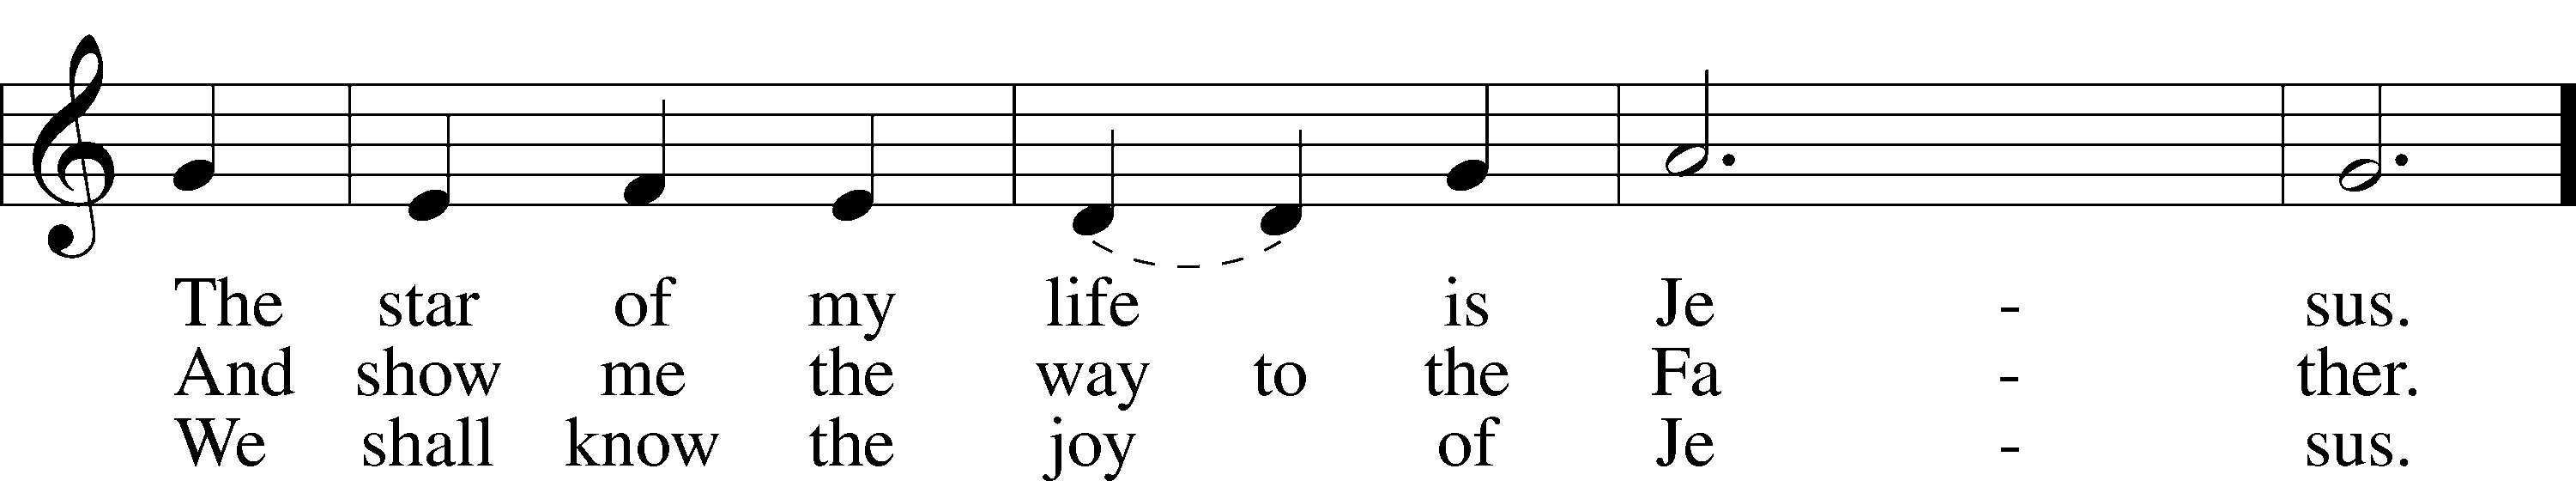 The star of my life is Je - sus.
And show me the way to the Fa - ther.
We shall know the joy of Je - sus.